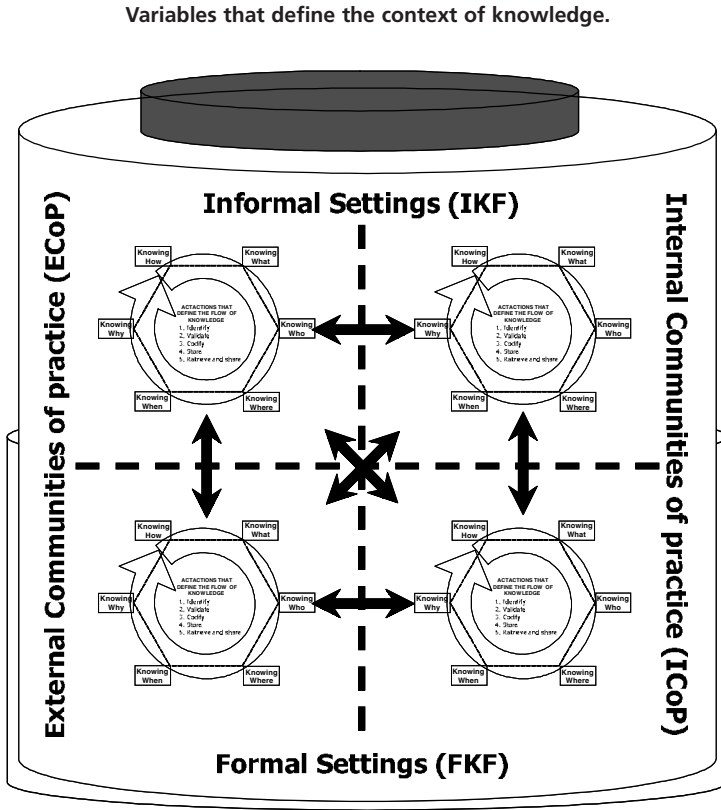 Variables that define the context of knowledge.
Informal Settings (IKF)
External Communities of practice (ECoP)
Internal Communities of practice (ICoP)
Knowing
How
Knowing
What
Knowing
Why
Knowing
Who
Knowing
When
Knowing
Where
ACTACTIONS THAT
DEFINE THE FLOW OF
KNOWLEDGE
1. Identify
2. Validate
3. Codify
4. Store
5. Retrieve and share
Knowing
How
Knowing
What
Knowing
Why
Knowing
Who
Knowing
When
Knowing
Where
ACTACTIONS THAT
DEFINE THE FLOW OF
KNOWLEDGE
1. Identify
2. Validate
3. Codify
4. Store
5. Retrieve and share
Knowing
How
Knowing
What
Knowing
Why
Knowing
Who
Knowing
When
Knowing
Where
ACTACTIONS THAT
DEFINE THE FLOW OF
KNOWLEDGE
1. Identify
2. Validate
3. Codify
4. Store
5. Retrieve and share
Knowing
How
Knowing
What
Knowing
Why
Knowing
Who
Knowing
When
Knowing
Where
ACTACTIONS THAT
DEFINE THE FLOW OF
KNOWLEDGE
1. Identify
2. Validate
3. Codify
4. Store
5. Retrieve and share
Formal Settings (FKF)